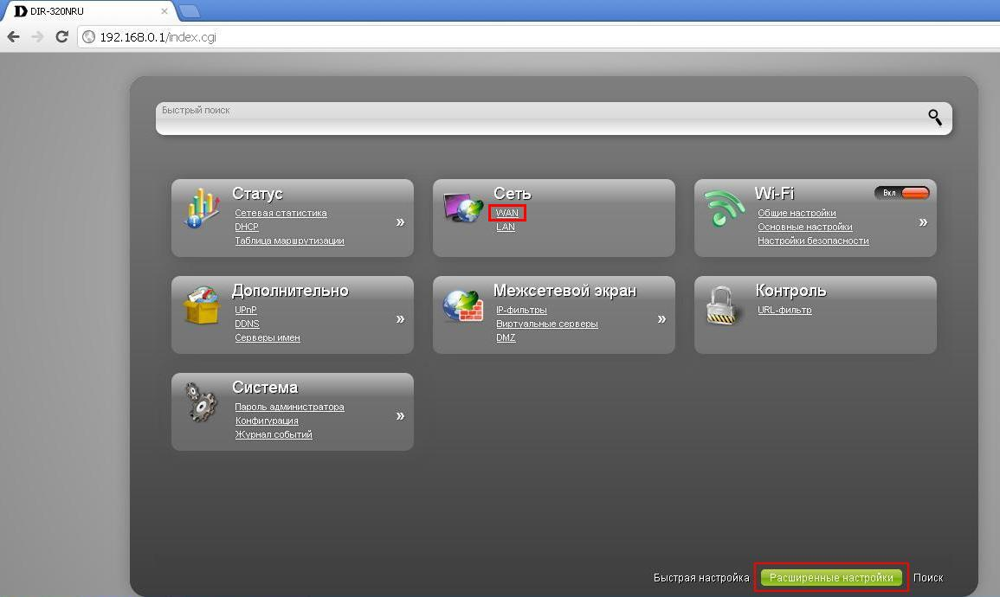 DIR-320NRU
192.168.0.1/index.cgi
Быстрый поиск
Статус
Сетевая статистика
DHCP
Таблица маршрутизации
»
Сеть
WAN
LAN
Wi-Fi
Вкл
Общие настройки
Основные настройки
Настройки безопасности
»
Дополнительно
UPnP
DDNS
Серверы имен
»
Межсетевой экран
IP-фильтры
Виртуальные серверы
DMZ
»
Контроль
URL-фильтр
Система
Пароль администратора
Конфигурация
Журнал событий
»
Быстрая настройка
Расширенные настройки
Поиск